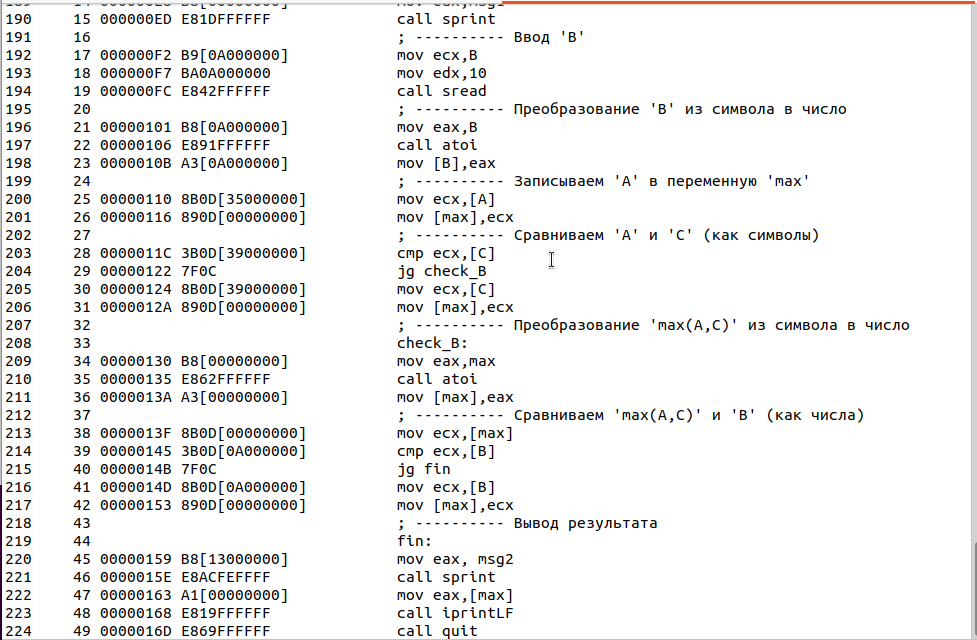 190 15 000000ED E81DFFFFFF call sprint
191 16 ; ---------- Ввод 'B'
192 17 000000F2 B9[0A000000] mov ecx,B
193 18 000000F7 BA0A000000 mov edx,10
194 19 000000FC E842FFFFFF call sread
195 20 ; ---------- Преобразование 'B' из символа в число
196 21 00000101 B8[0A000000] mov eax,B
197 22 00000106 E891FFFFFF call atoi
198 23 0000010B A3[0A000000] mov [B],eax
199 24 ; ---------- Записываем 'A' в переменную 'max'
200 25 00000110 8B0D[35000000] mov ecx,[A]
201 26 00000116 890D[00000000] mov [max],ecx
202 27 ; ---------- Сравниваем 'A' и 'С' (как символы)
203 28 0000011C 3B0D[39000000] cmp ecx,[C]
204 29 00000122 7F0C jg check_B
205 30 00000124 8B0D[39000000] mov ecx,[C]
206 31 0000012A 890D[00000000] mov [max],ecx
207 32 ; ---------- Преобразование 'max(A,C)' из символа в число
208 33 check_B:
209 34 00000130 B8[00000000] mov eax,max
210 35 00000135 E862FFFFFF call atoi
211 36 0000013A A3[00000000] mov [max],eax
212 37 ; ---------- Сравниваем 'max(A,C)' и 'B' (как числа)
213 38 0000013F 8B0D[00000000] mov ecx,[max]
214 39 00000145 3B0D[0A000000] cmp ecx,[B]
215 40 0000014B 7F0C jg fin
216 41 0000014D 8B0D[0A000000] mov ecx,[B]
217 42 00000153 890D[00000000] mov [max],ecx
218 43 ; ---------- Вывод результата
219 44 fin:
220 45 00000159 B8[13000000] mov eax, msg2
221 46 0000015E E8ACFEFFFF call sprint
222 47 00000163 A1[00000000] mov eax,[max]
223 48 00000168 E819FFFFFF call iprintLF
224 49 0000016D E869FFFFFF call quit